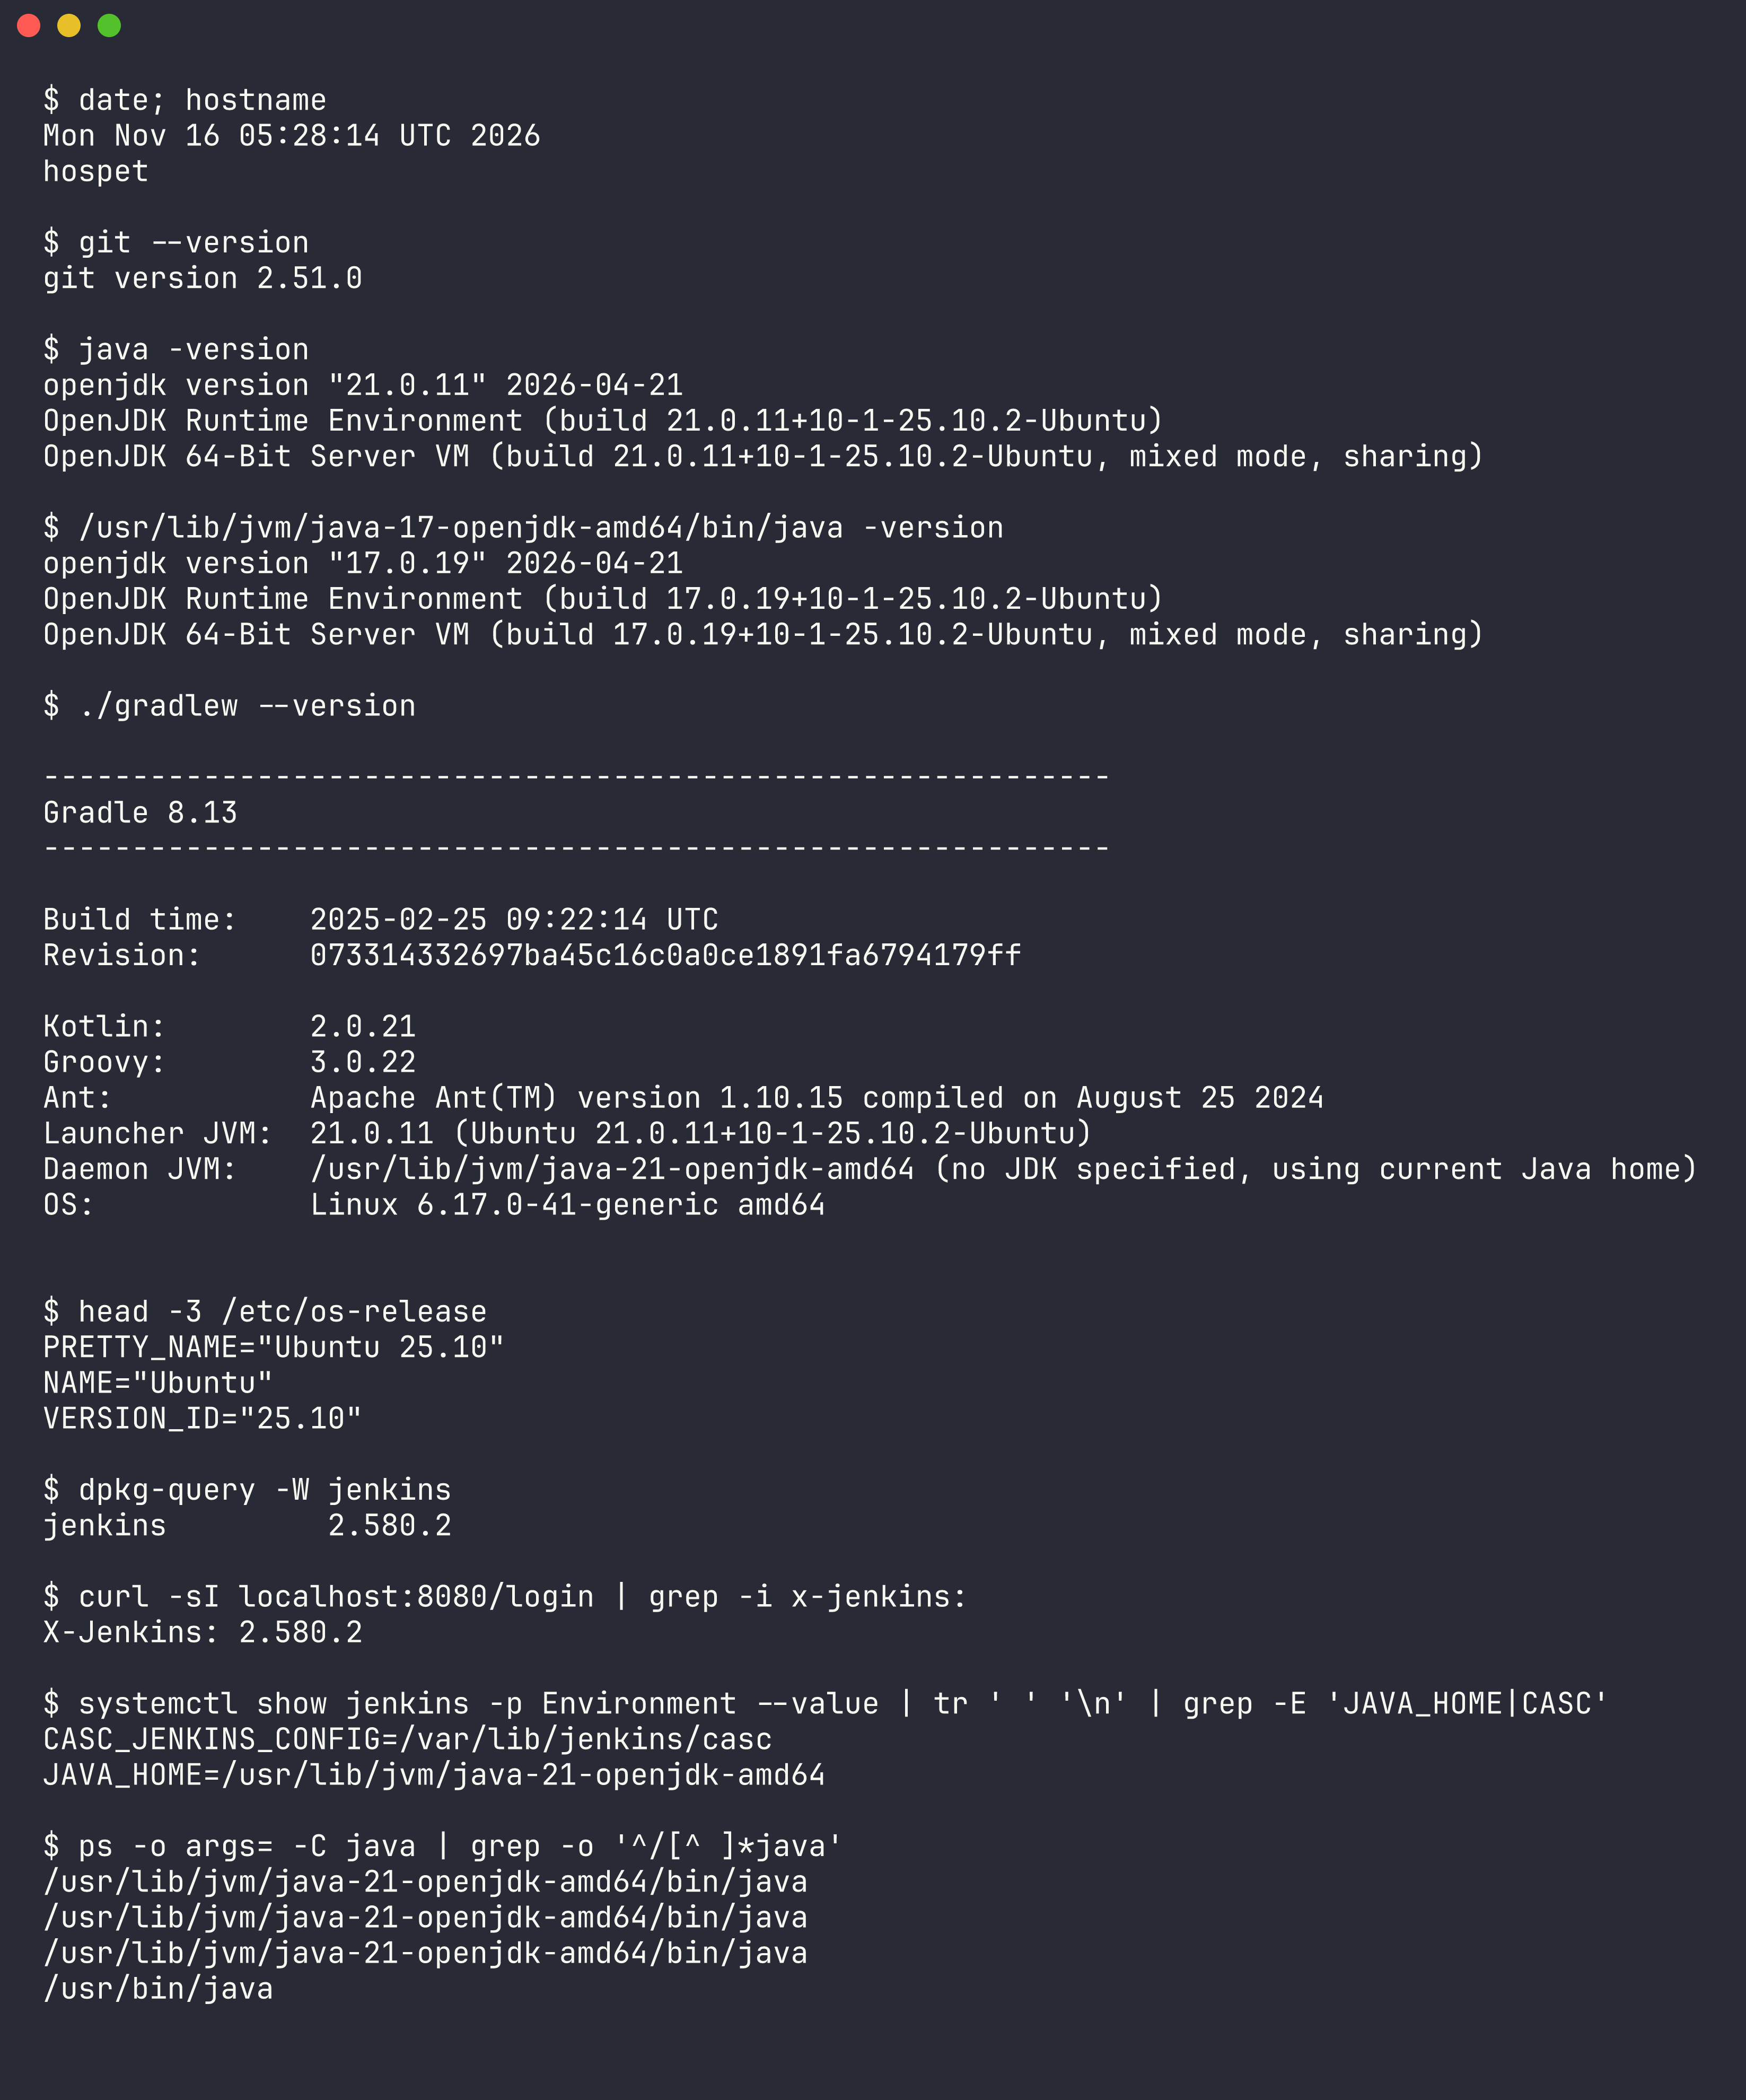 $ date; hostname
Mon Nov 16 05:28:14 UTC 2026
hospet

$ git --version
git version 2.51.0

$ java -version
openjdk version "21.0.11" 2026-04-21
OpenJDK Runtime Environment (build 21.0.11+10-1-25.10.2-Ubuntu)
OpenJDK 64-Bit Server VM (build 21.0.11+10-1-25.10.2-Ubuntu, mixed mode, sharing)

$ /usr/lib/jvm/java-17-openjdk-amd64/bin/java -version
openjdk version "17.0.19" 2026-04-21
OpenJDK Runtime Environment (build 17.0.19+10-1-25.10.2-Ubuntu)
OpenJDK 64-Bit Server VM (build 17.0.19+10-1-25.10.2-Ubuntu, mixed mode, sharing)

$ ./gradlew --version

------------------------------------------------------------
Gradle 8.13
------------------------------------------------------------

Build time:    2025-02-25 09:22:14 UTC
Revision:      073314332697ba45c16c0a0ce1891fa6794179ff

Kotlin:        2.0.21
Groovy:        3.0.22
Ant:           Apache Ant(TM) version 1.10.15 compiled on August 25 2024
Launcher JVM:  21.0.11 (Ubuntu 21.0.11+10-1-25.10.2-Ubuntu)
Daemon JVM:    /usr/lib/jvm/java-21-openjdk-amd64 (no JDK specified, using current Java home)
OS:            Linux 6.17.0-41-generic amd64


$ head -3 /etc/os-release
PRETTY_NAME="Ubuntu 25.10"
NAME="Ubuntu"
VERSION_ID="25.10"

$ dpkg-query -W jenkins
jenkins         2.580.2

$ curl -sI localhost:8080/login | grep -i x-jenkins:
X-Jenkins: 2.580.2

$ systemctl show jenkins -p Environment --value | tr ' ' '\n' | grep -E 'JAVA_HOME|CASC'
CASC_JENKINS_CONFIG=/var/lib/jenkins/casc
JAVA_HOME=/usr/lib/jvm/java-21-openjdk-amd64

$ ps -o args= -C java | grep -o '^/[^ ]*java'
/usr/lib/jvm/java-21-openjdk-amd64/bin/java
/usr/lib/jvm/java-21-openjdk-amd64/bin/java
/usr/lib/jvm/java-21-openjdk-amd64/bin/java
/usr/bin/java